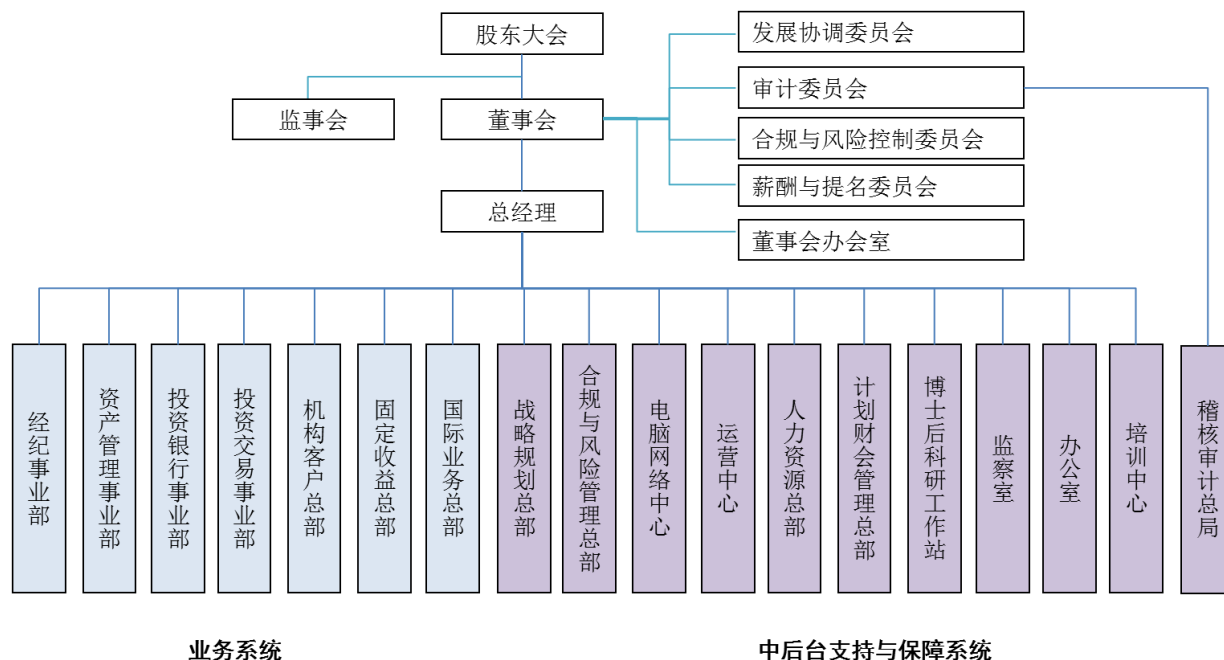 股东大会
发展协调委员会
审计委员会
监事会
董事会
合规与风险控制委员会
薪酬与提名委员会
总经理
董事会办会室
经纪事业部
资产管理事业部
投资银行事业部
投资交易事业部
机构客户总部
固定收益总部
国际业务总部
战略规划总部
合规与风险管理总部
电脑网络中心
运营中心
人力资源总部
计划财会管理总部
博士后科研工作站
监察室
办公室
培训中心
稽核审计总局
业务系统
中后台支持与保障系统